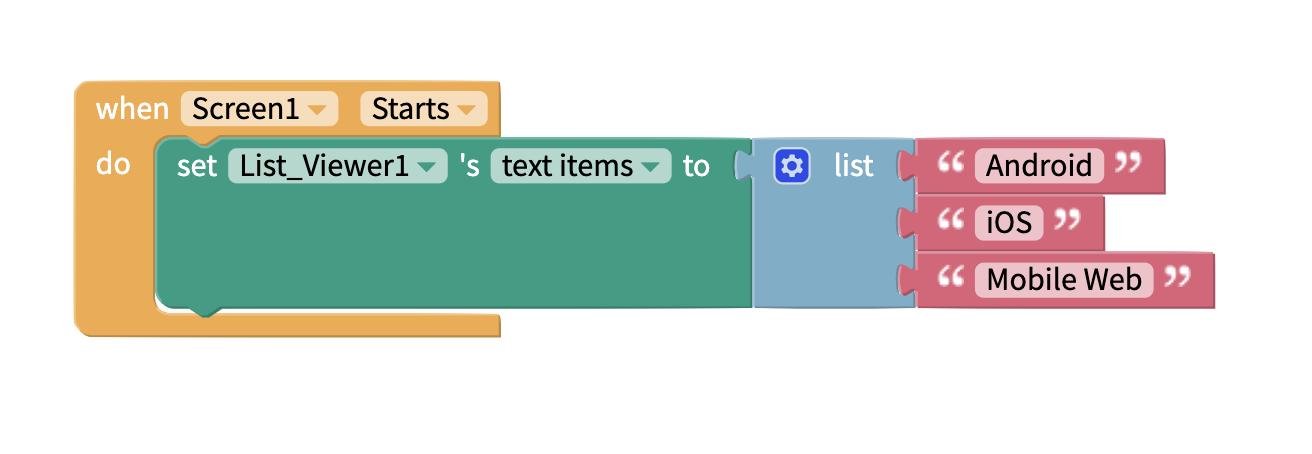 when Screen1 Starts
do set List_Viewer1 's text items to list “ Android ”
“ iOS ”
“ Mobile Web ”